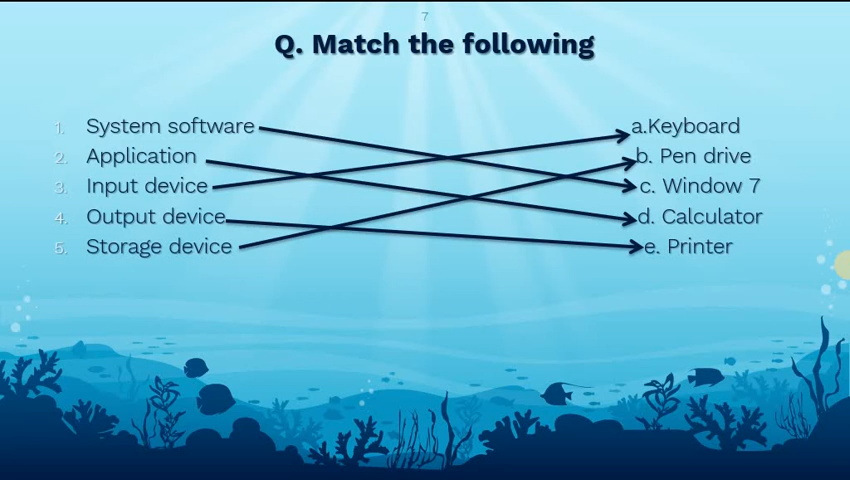 7
Q. Match the following
1. System software
a.Keyboard
2. Application
b. Pen drive
3. Input device
c. Window 7
4. Output device
d. Calculator
5. Storage device
e. Printer